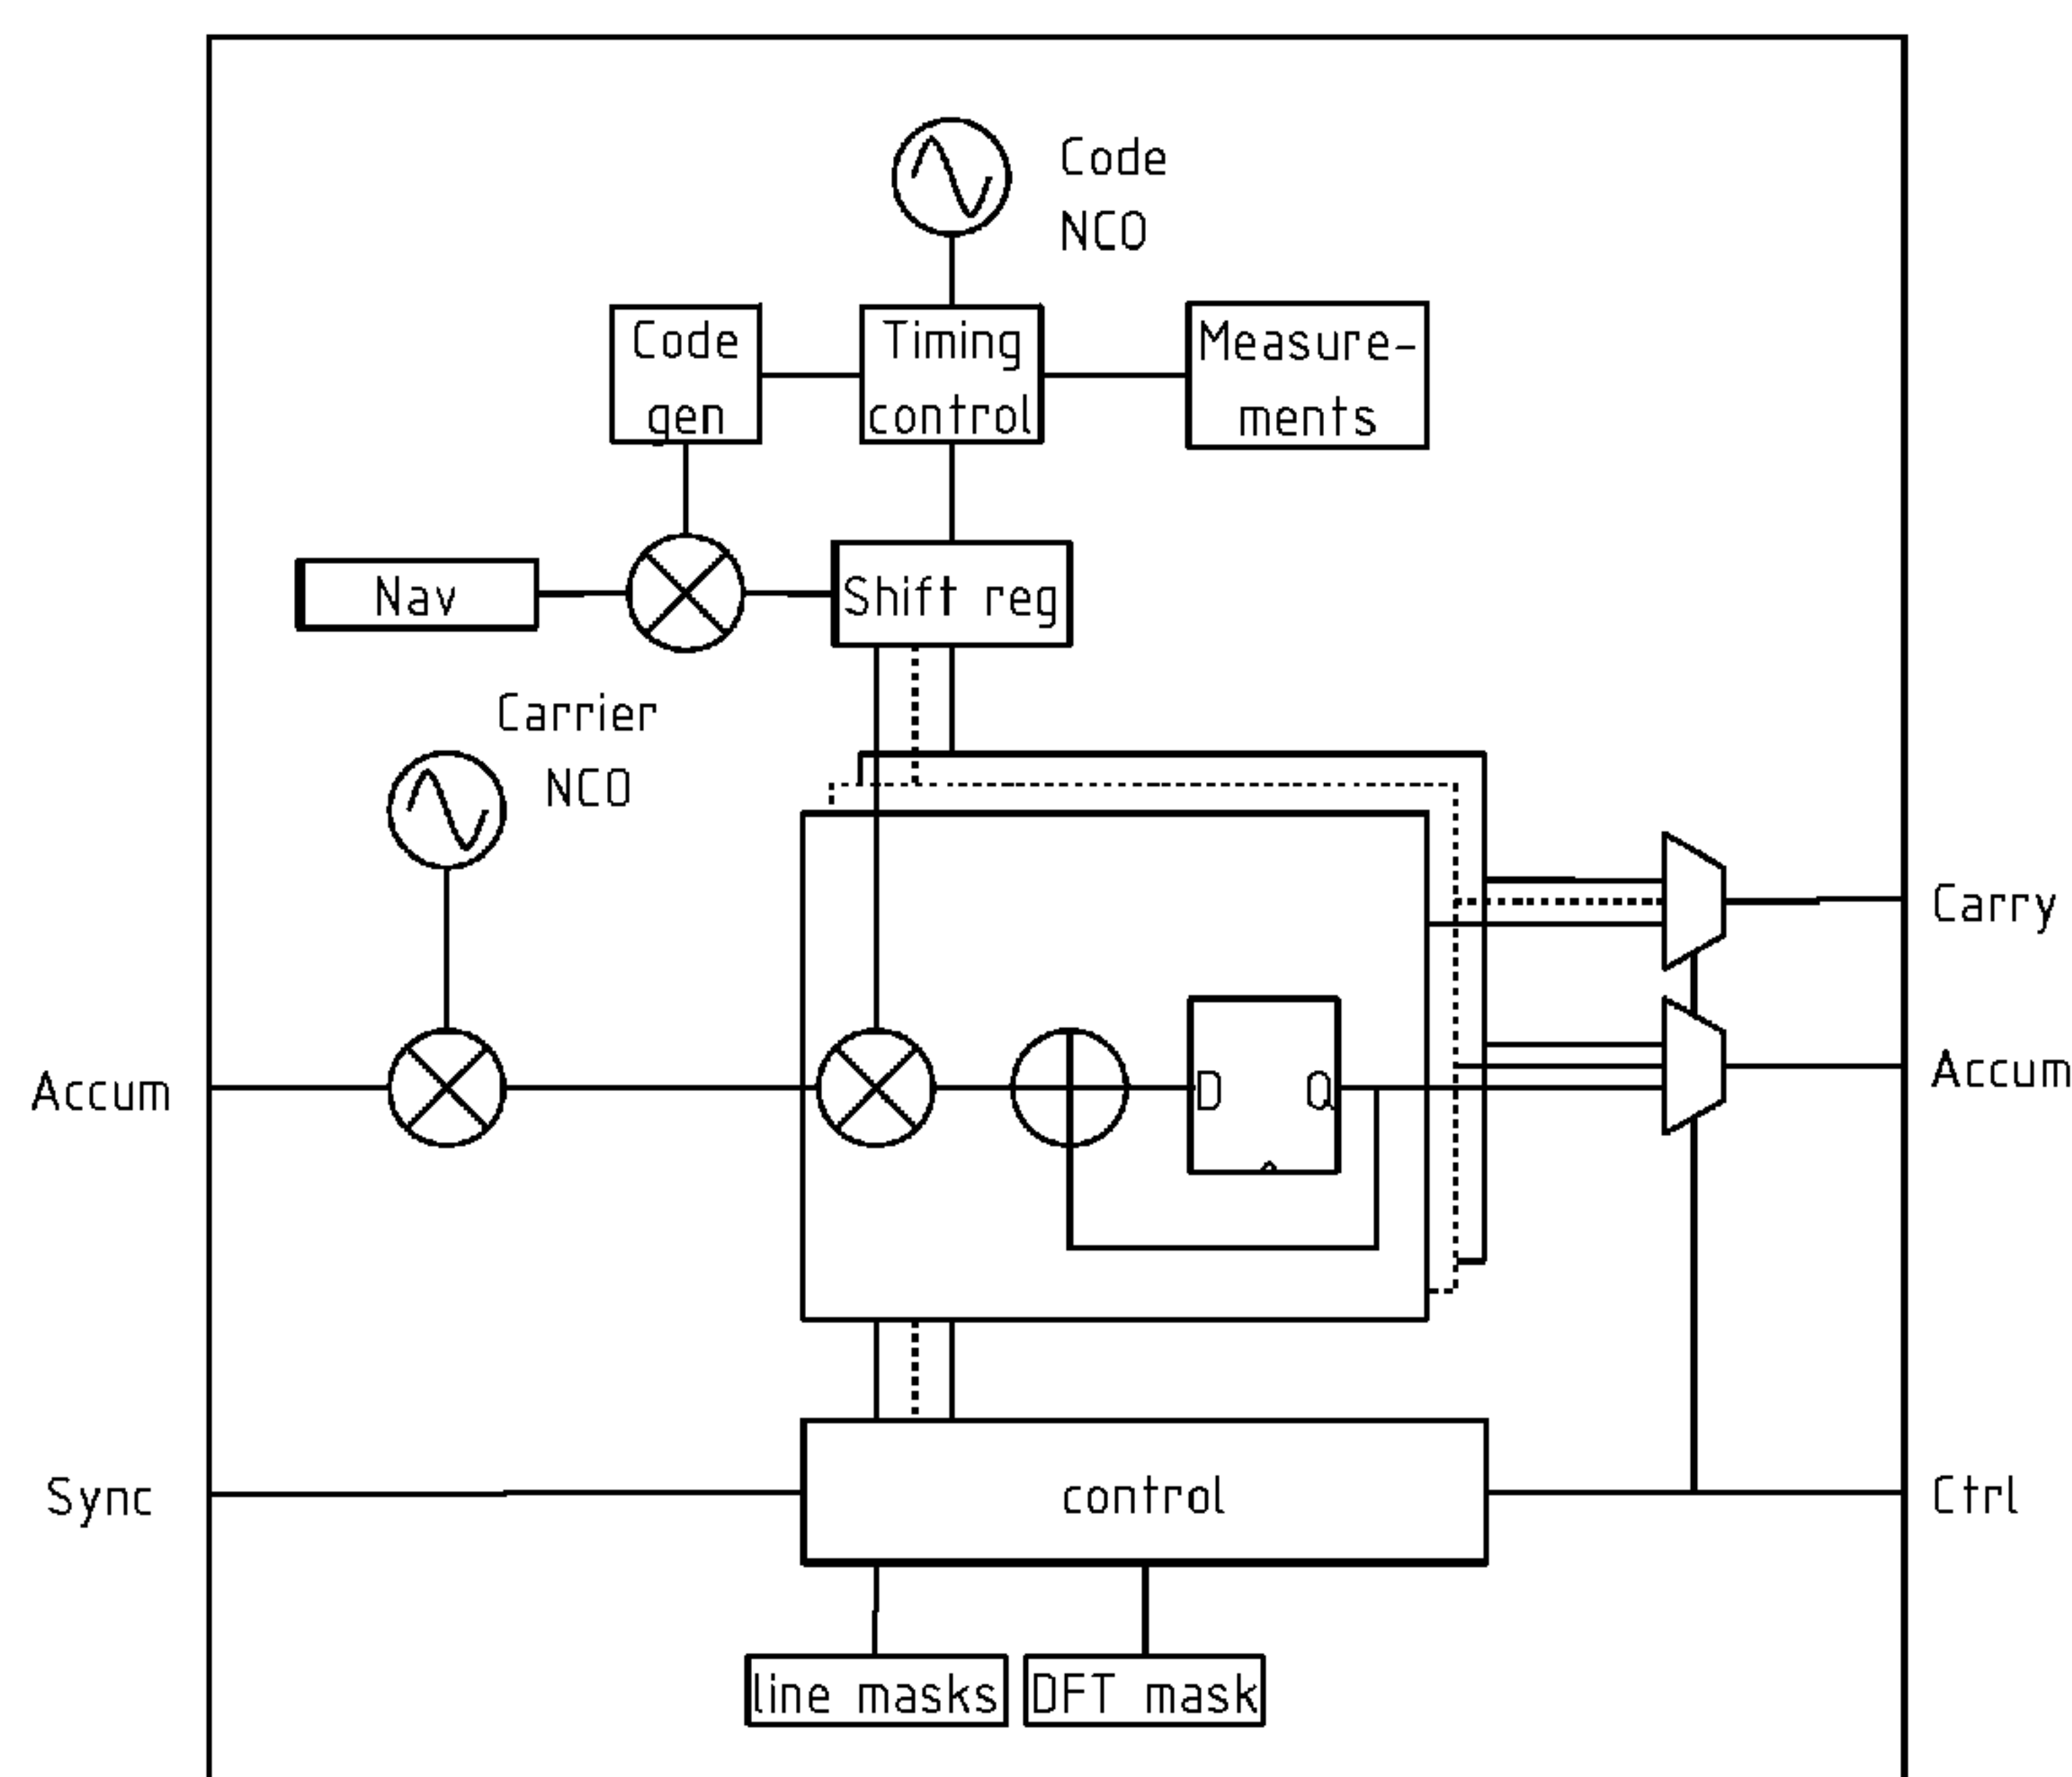 Code
NCO
Code
gen
Timing
control
Measure-
ments
Nav
Shift reg
Carrier
NCO
Carry
Accum
D
Q
Accum
Sync
control
Ctrl
line masks
DFT mask